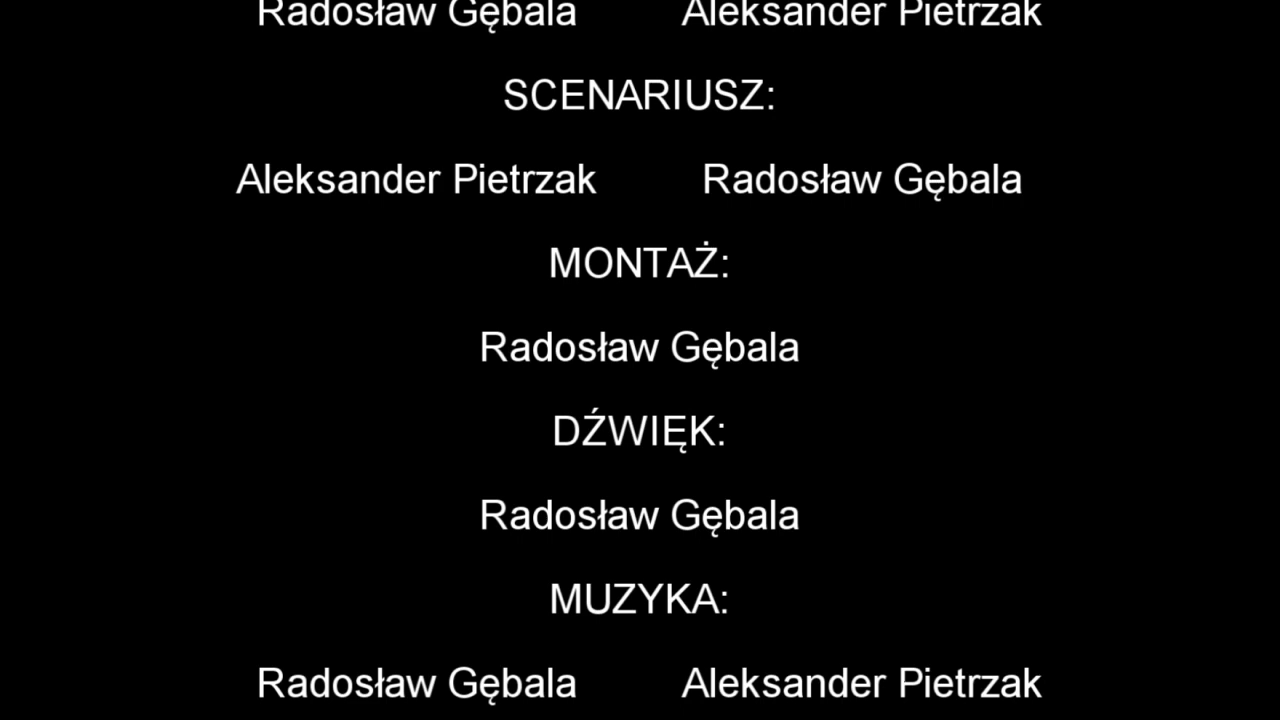 Radosław Gębala Aleksander Pietrzak
SCENARIUSZ:
Aleksander Pietrzak Radosław Gębala
MONTAŻ:
Radosław Gębala
DŹWIĘK:
Radosław Gębala
MUZYKA:
Radosław Gębala Aleksander Pietrzak